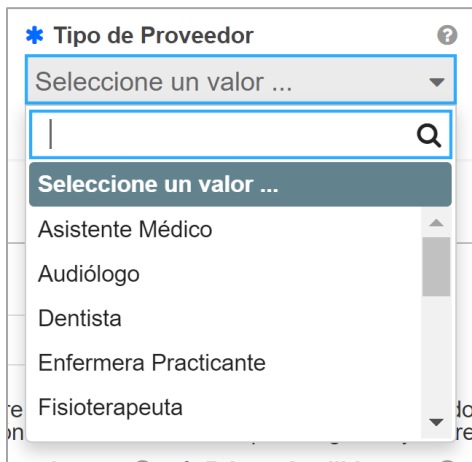 * Tipo de Proveedor ?
Seleccione un valor ...
Seleccione un valor ...
Asistente Médico
Audiólogo
Dentista
Enfermera Practicante
Fisioterapeuta